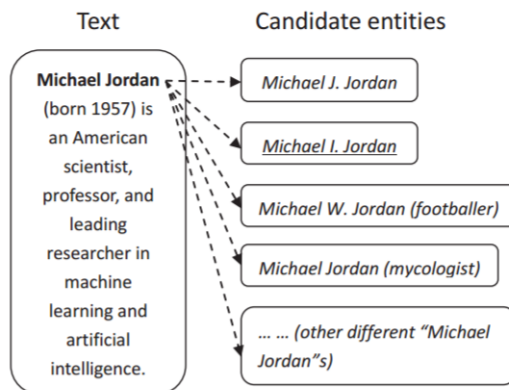 Text
Candidate entities
Michael Jordan
(born 1957) is
an American
scientist,
professor, and
leading
researcher in
machine
learning and
artificial
intelligence.
Michael J. Jordan
Michael I. Jordan
Michael W. Jordan (footballer)
Michael Jordan (mycologist)
... ... (other different “Michael
Jordan”s)